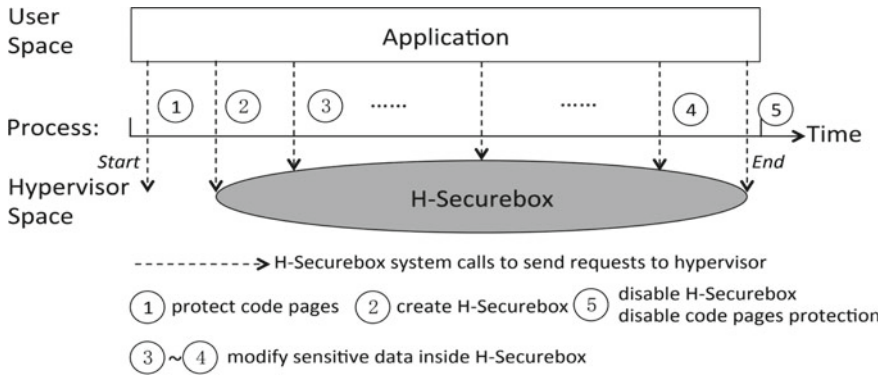 User
Space
Application
① ② ③ ...... ...... ④ ⑤
Process:
Time
Start
End
Hypervisor
Space
H-Securebox
H-Securebox system calls to send requests to hypervisor
① protect code pages ② create H-Securebox ⑤ disable H-Securebox
disable code pages protection
③~④ modify sensitive data inside H-Securebox